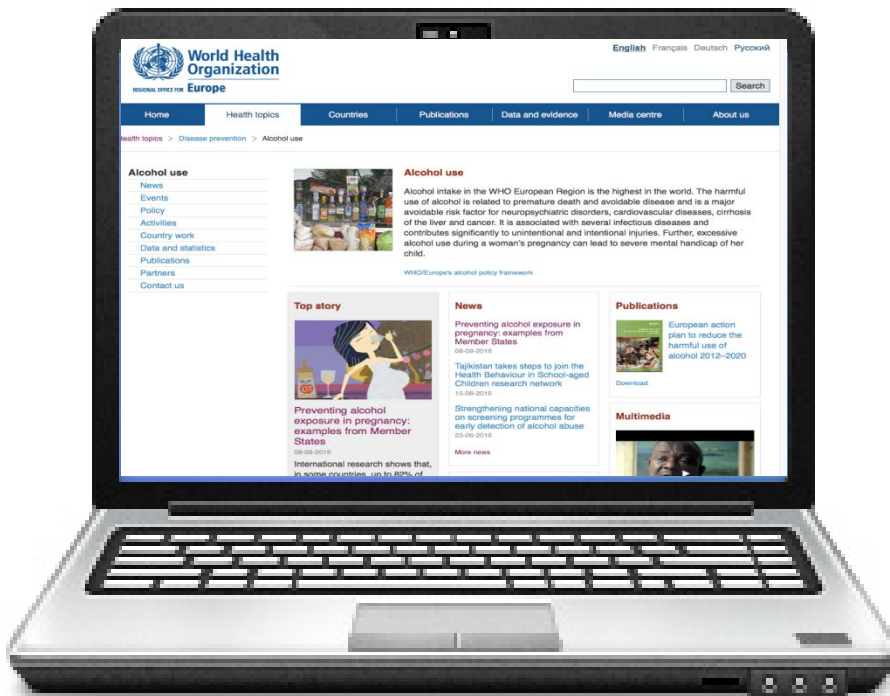 World Health
Organization
REGIONAL OFFICE FOR Europe
English Français Deutsch Русский
Search
Home Health topics Countries Publications Data and evidence Media centre About us
Health topics > Disease prevention > Alcohol use
Alcohol use
News
Events
Policy
Activities
Country work
Data and statistics
Publications
Partners
Contact us
Alcohol use
Alcohol intake in the WHO European Region is the highest in the world. The harmful
use of alcohol is related to premature death and avoidable disease and is a major
avoidable risk factor for neuropsychiatric disorders, cardiovascular diseases, cirrhosis
of the liver and cancer. It is associated with several infectious diseases and
contributes significantly to unintentional and intentional injuries. Further, excessive
alcohol use during a woman's pregnancy can lead to severe mental handicap of her
child.
WHO/Europe's alcohol policy framework
Top story
Preventing alcohol
exposure in pregnancy:
examples from Member
States
08-09-2016
International research shows that,
in some countries, up to 82% of
News
Preventing alcohol exposure in
pregnancy: examples from
Member States
08-09-2016
Tajikistan takes steps to join the
Health Behaviour in School-aged
Children research network
15-08-2016
Strengthening national capacities
on screening programmes for
early detection of alcohol abuse
23-06-2016
More news
Publications
European action
plan to reduce the
harmful use of
alcohol 2012–2020
Download
Multimedia